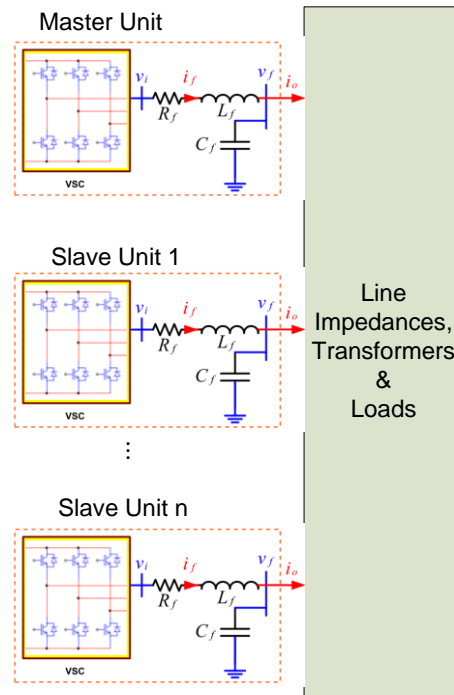 Master Unit
v_i
i_f
v_f
i_o
R_f
L_f
C_f
VSC
Slave Unit 1
v_i
i_f
v_f
i_o
R_f
L_f
C_f
VSC
Line
Impedances,
Transformers
&
Loads
⋮
Slave Unit n
v_i
i_f
v_f
i_o
R_f
L_f
C_f
VSC